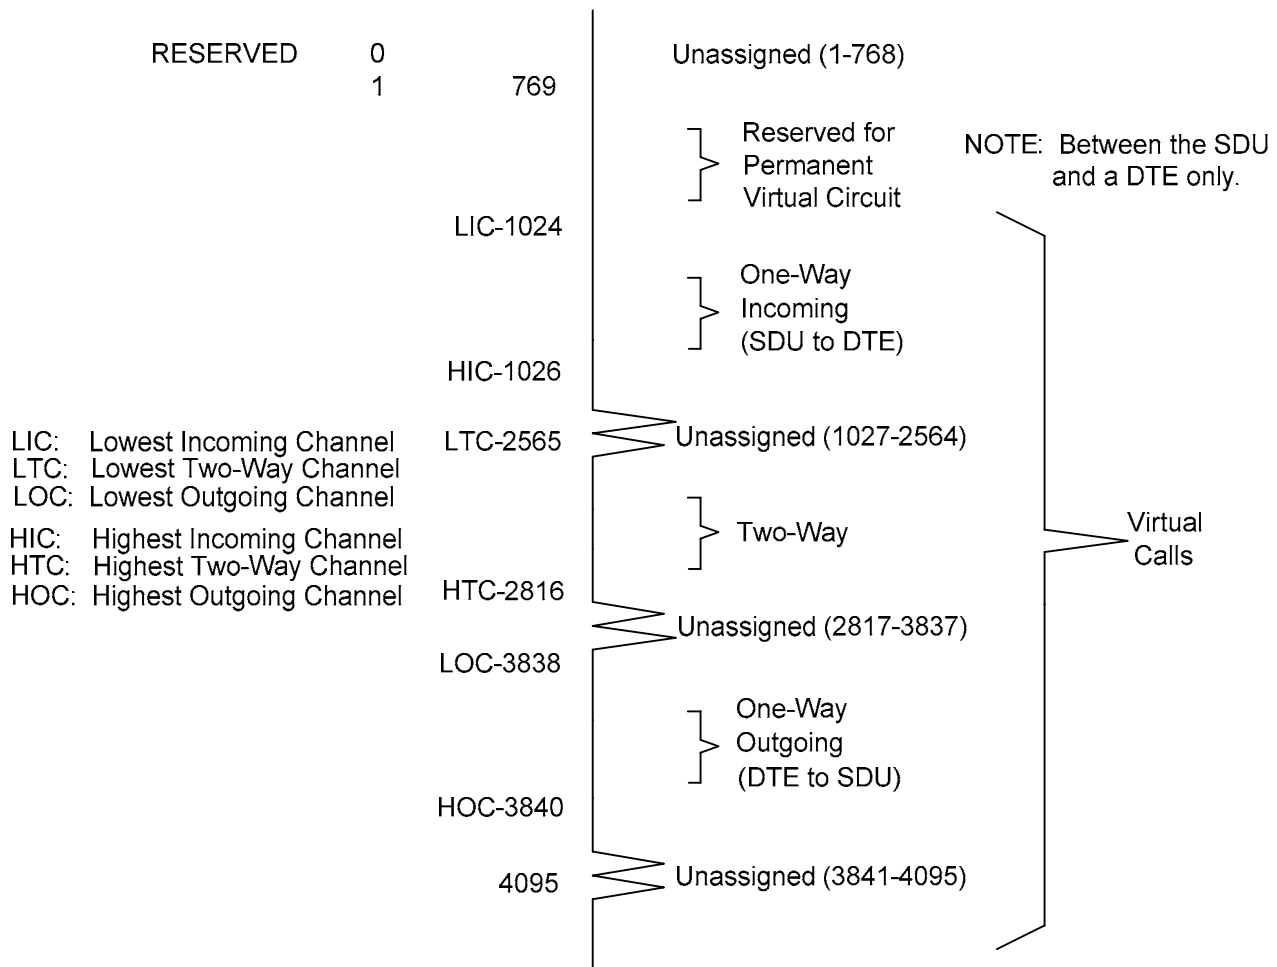 RESERVED 0 Unassigned (1-768)
1 769
Reserved for
Permanent
Virtual Circuit
NOTE: Between the SDU
and a DTE only.
LIC-1024
One-Way
Incoming
(SDU to DTE)
HIC-1026
LTC-2565 Unassigned (1027-2564)
LIC: Lowest Incoming Channel
LTC: Lowest Two-Way Channel
LOC: Lowest Outgoing Channel
HIC: Highest Incoming Channel
HTC: Highest Two-Way Channel
HOC: Highest Outgoing Channel
Two-Way
Virtual
Calls
HTC-2816
Unassigned (2817-3837)
LOC-3838
One-Way
Outgoing
(DTE to SDU)
HOC-3840
4095 Unassigned (3841-4095)